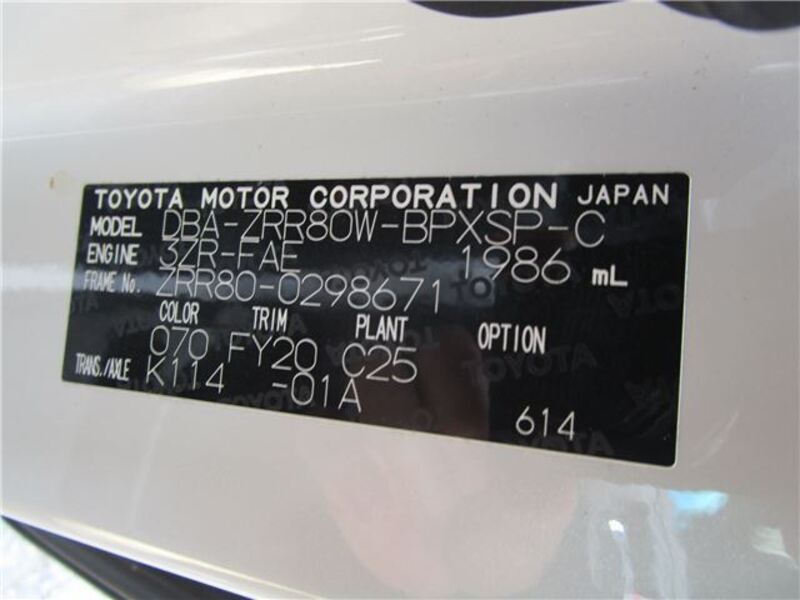 TOYOTA MOTOR CORPORATION JAPAN
MODEL DBA-ZRR80W-BPXSP-C
ENGINE 3ZR-FAE 1986 mL
FRAME No. ZRR80-0298671
COLOR TRIM PLANT OPTION
070 FY20 C25
TRANS./AXLE K114 -01A
614